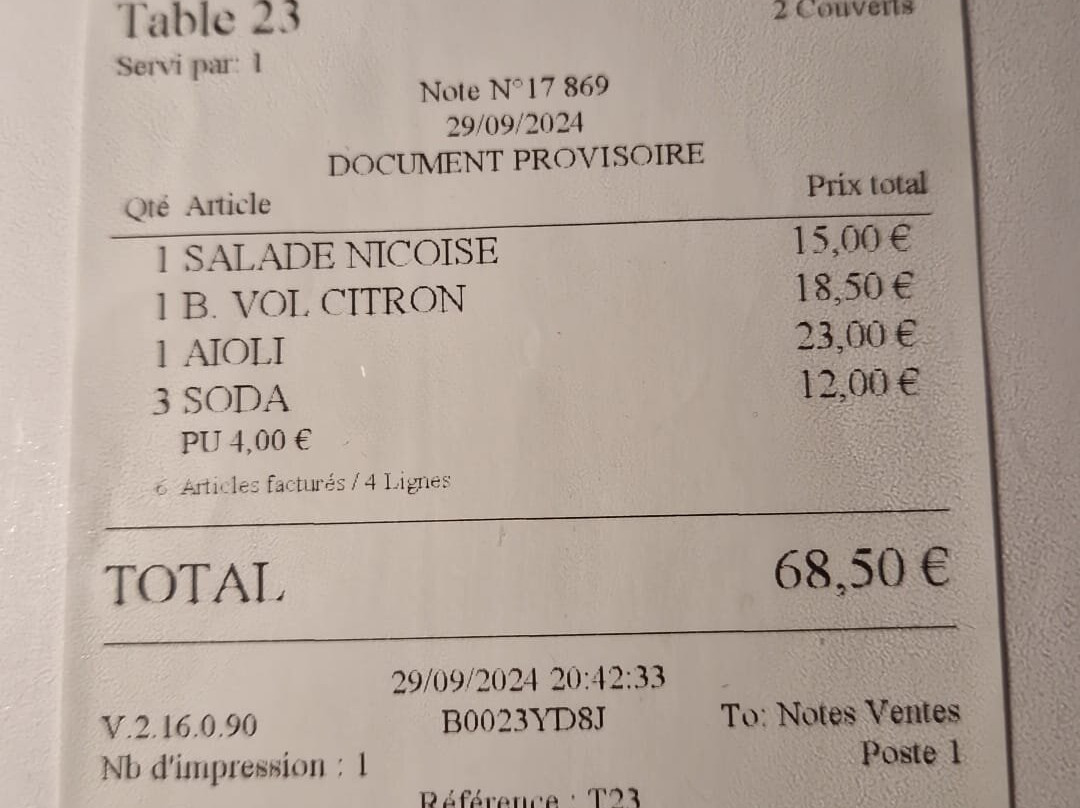 Table 23 2 Couverts
Servi par: 1
Note N°17 869
29/09/2024
DOCUMENT PROVISOIRE
Qté Article Prix total
1 SALADE NICOISE 15,00 €
1 B. VOL CITRON 18,50 €
1 AIOLI 23,00 €
3 SODA 12,00 €
PU 4,00 €
6 Articles facturés / 4 Lignes
TOTAL 68,50 €
29/09/2024 20:42:33
V.2.16.0.90 B0023YD8J To: Notes Ventes
Nb d'impression : 1 Poste 1
Référence : T23